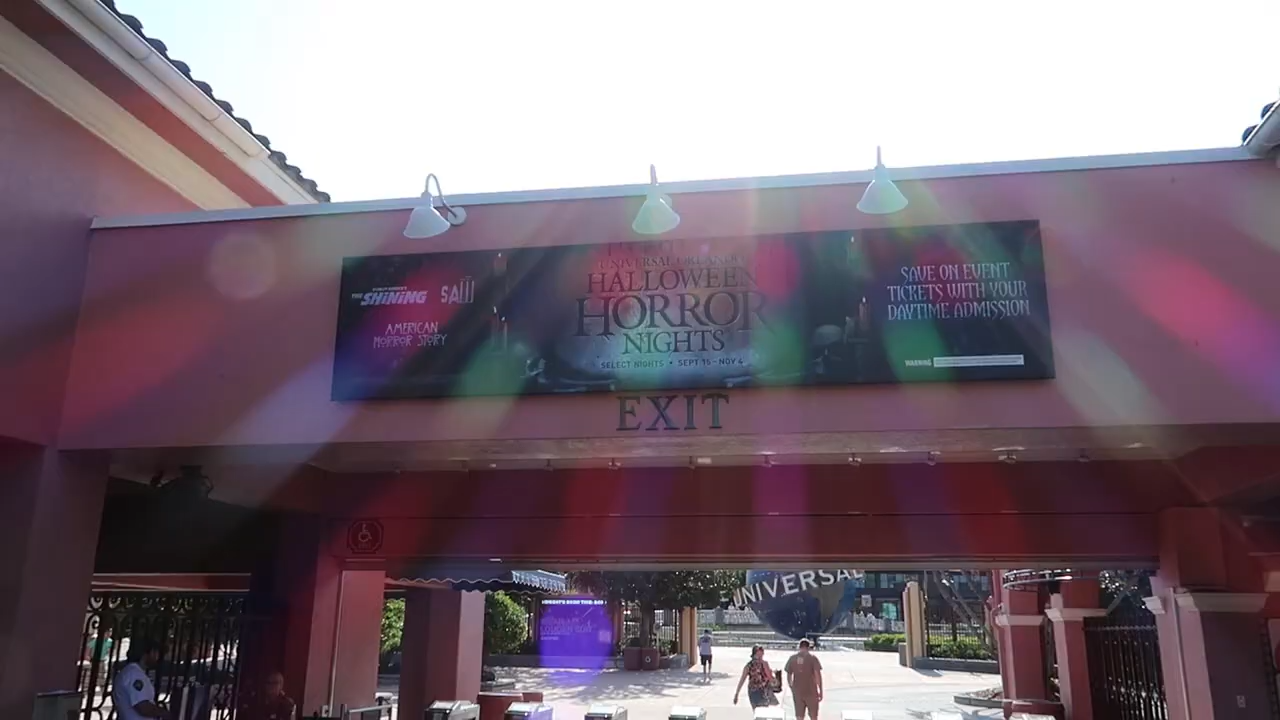 THE SHINING
SAW
AMERICAN
HORROR STORY
UNIVERSAL ORLANDO
HALLOWEEN
HORROR
NIGHTS
SELECT NIGHTS • SEPT 15 - NOV 4
SAVE ON EVENT
TICKETS WITH YOUR
DAYTIME ADMISSION
WARNING
EXIT
UNIVERSAL